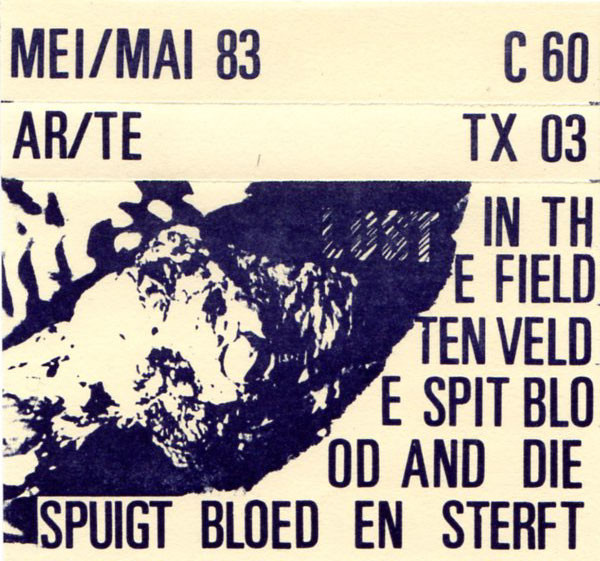 MEI/MAI 83 C 60
AR/TE TX 03
IN TH
E FIELD
TEN VELD
E SPIT BLO
OD AND DIE
SPUIGT BLOED EN STERFT